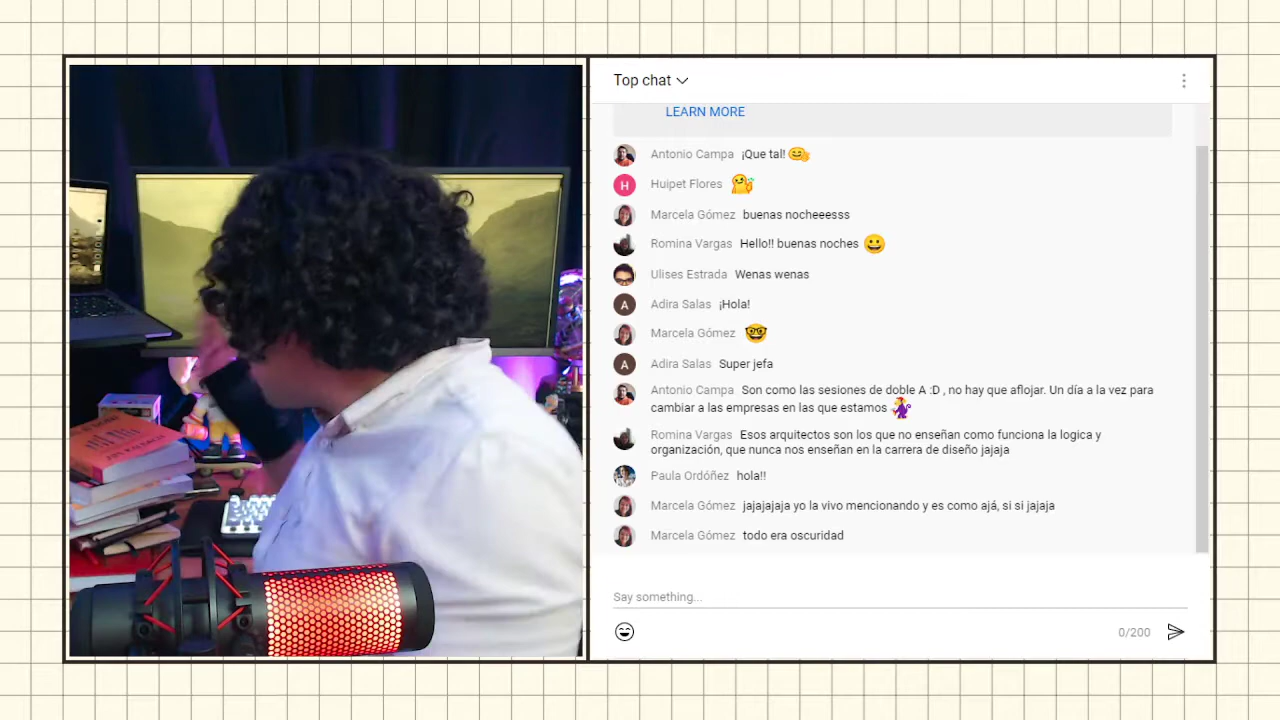 Top chat
LEARN MORE
Antonio Campa ¡Que tal!
H Huipet Flores
Marcela Gómez buenas nocheeesss
Romina Vargas Hello!! buenas noches
Ulises Estrada Wenas wenas
A Adira Salas ¡Hola!
Marcela Gómez
A Adira Salas Super jefa
Antonio Campa Son como las sesiones de doble A :D , no hay que aflojar. Un día a la vez para
cambiar a las empresas en las que estamos
Romina Vargas Esos arquitectos son los que no enseñan como funciona la logica y
organización, que nunca nos enseñan en la carrera de diseño jajaja
Paula Ordóñez hola!!
Marcela Gómez jajajajaja yo la vivo mencionando y es como ajá, si si jajaja
Marcela Gómez todo era oscuridad
Say something...
0/200